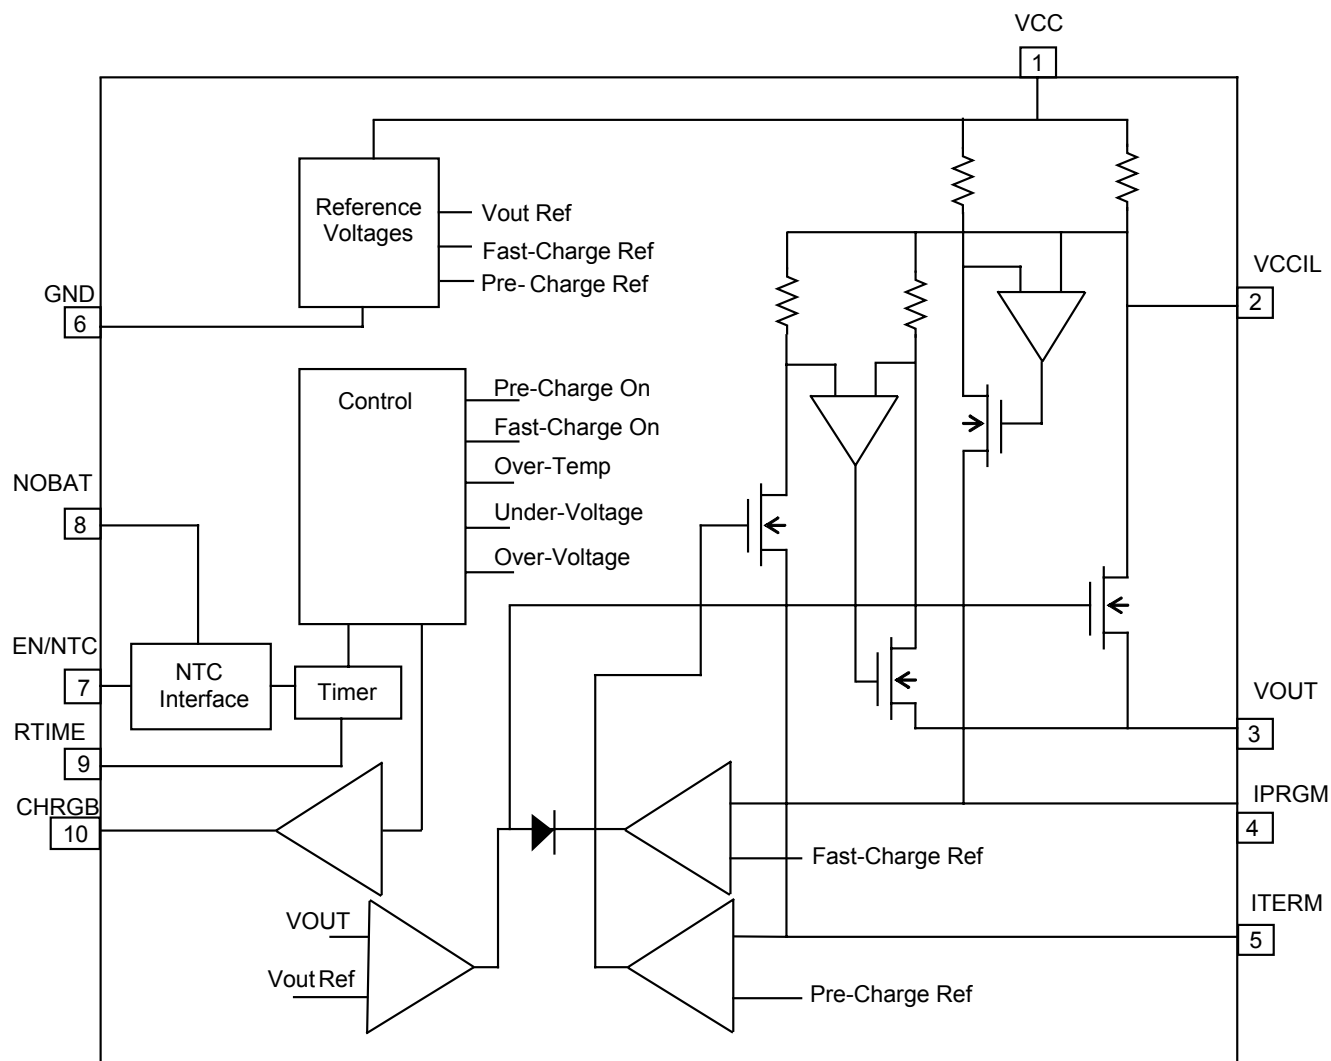 VCC
1
Reference
Voltages
Vout Ref
Fast-Charge Ref
Pre-Charge Ref
VCCIL
2
GND
6
Control
Pre-Charge On
Fast-Charge On
Over-Temp
Under-Voltage
Over-Voltage
NOBAT
8
EN/NTC
7
NTC
Interface
Timer
VOUT
3
RTIME
9
CHRGB
10
IPRGM
4
Fast-Charge Ref
ITERM
5
VOUT
Vout Ref
Pre-Charge Ref